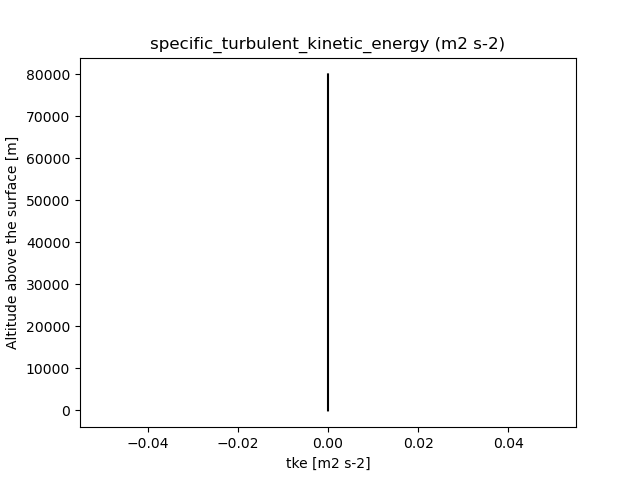 specific_turbulent_kinetic_energy (m2 s-2)
Altitude above the surface [m]
80000
70000
60000
50000
40000
30000
20000
10000
0
−0.04 −0.02 0.00 0.02 0.04
tke [m2 s-2]